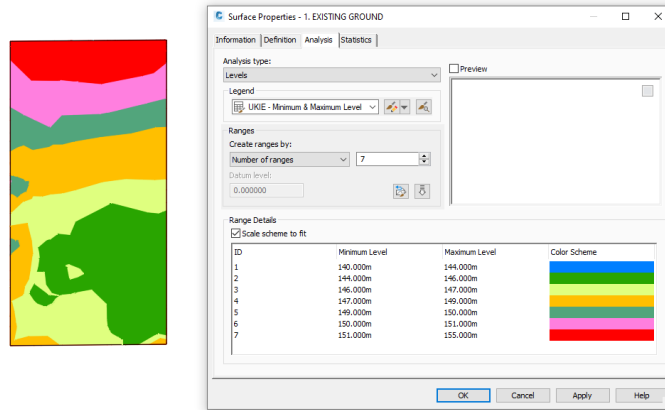 Surface Properties - 1. EXISTING GROUND
Information Definition Analysis Statistics
Analysis type:
Levels
Preview
Legend
UKIE - Minimum & Maximum Level
Ranges
Create ranges by:
Number of ranges 7
Datum level:
0.000000
Range Details
Scale scheme to fit
ID Minimum Level Maximum Level Color Scheme
1 140.000m 144.000m
2 144.000m 146.000m
3 146.000m 147.000m
4 147.000m 149.000m
5 149.000m 150.000m
6 150.000m 151.000m
7 151.000m 155.000m
OK Cancel Apply Help